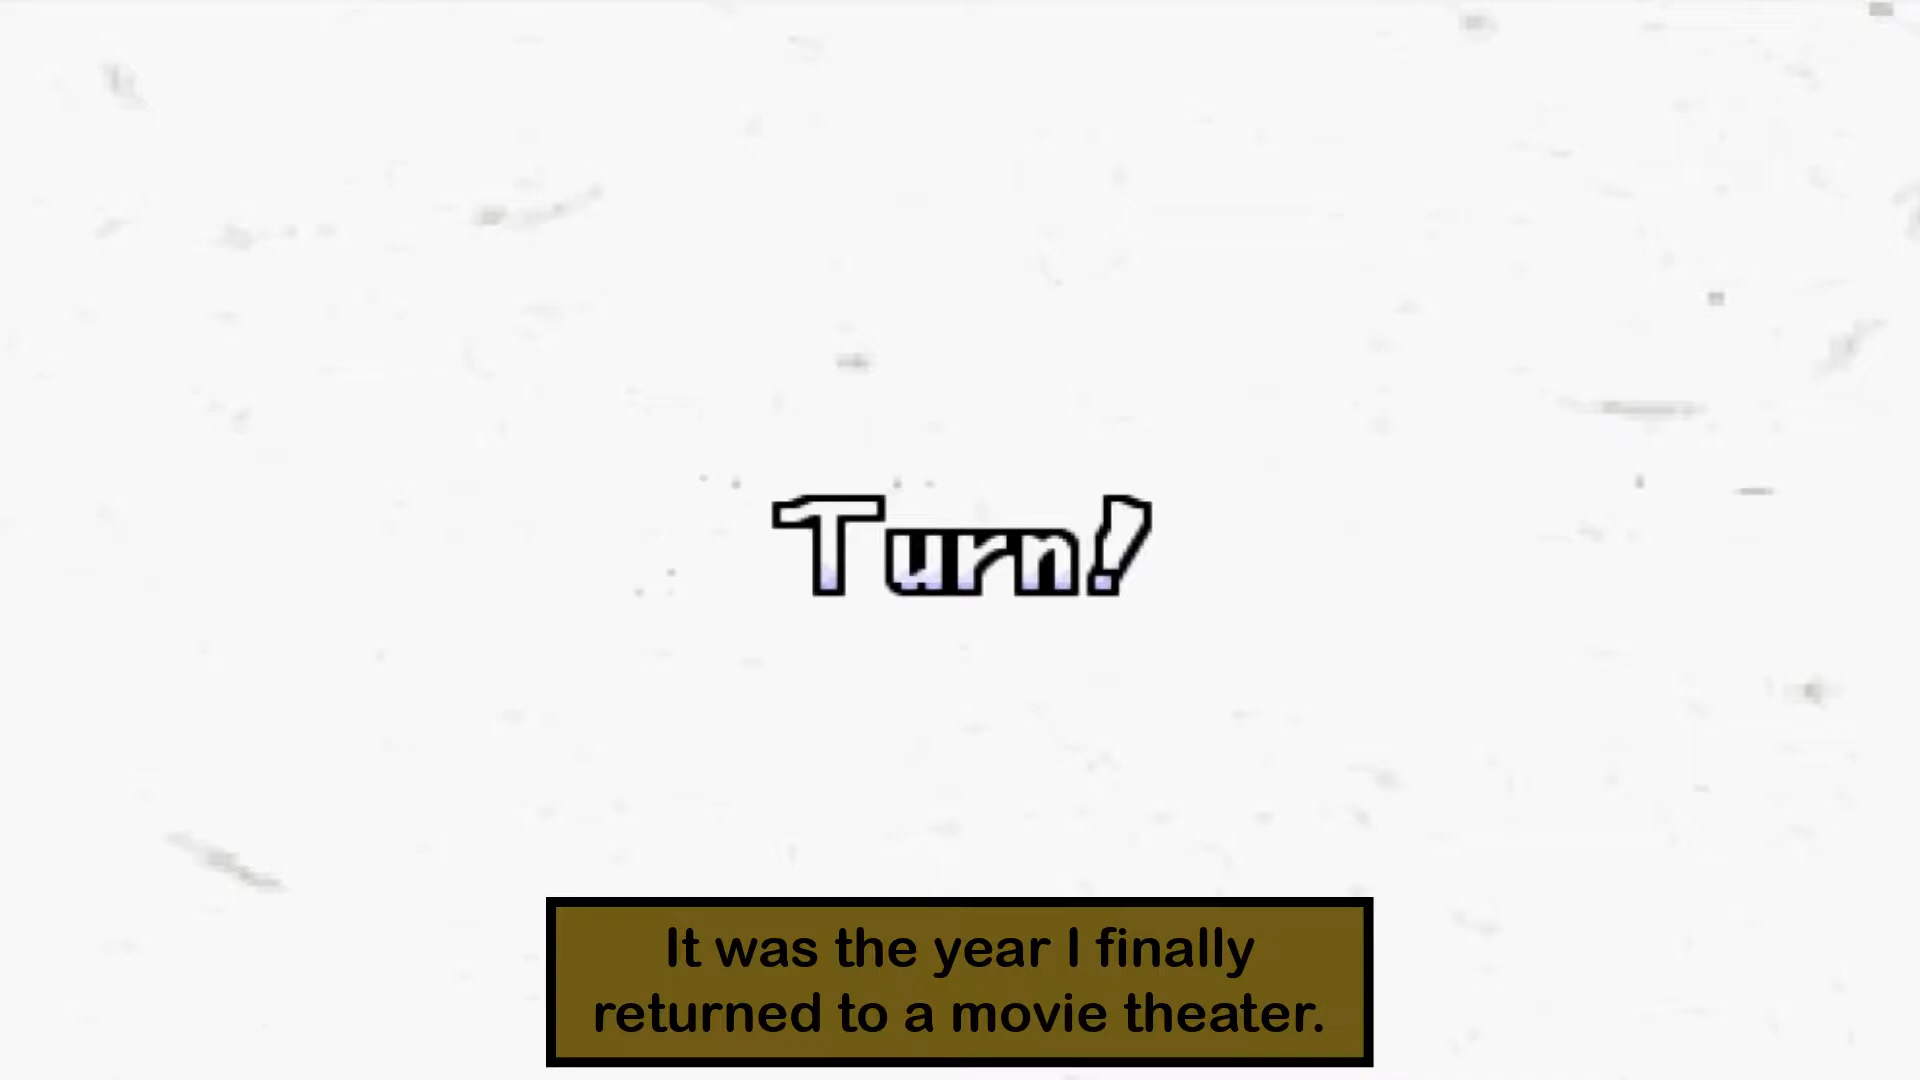 Turn!
It was the year I finally
returned to a movie theater.